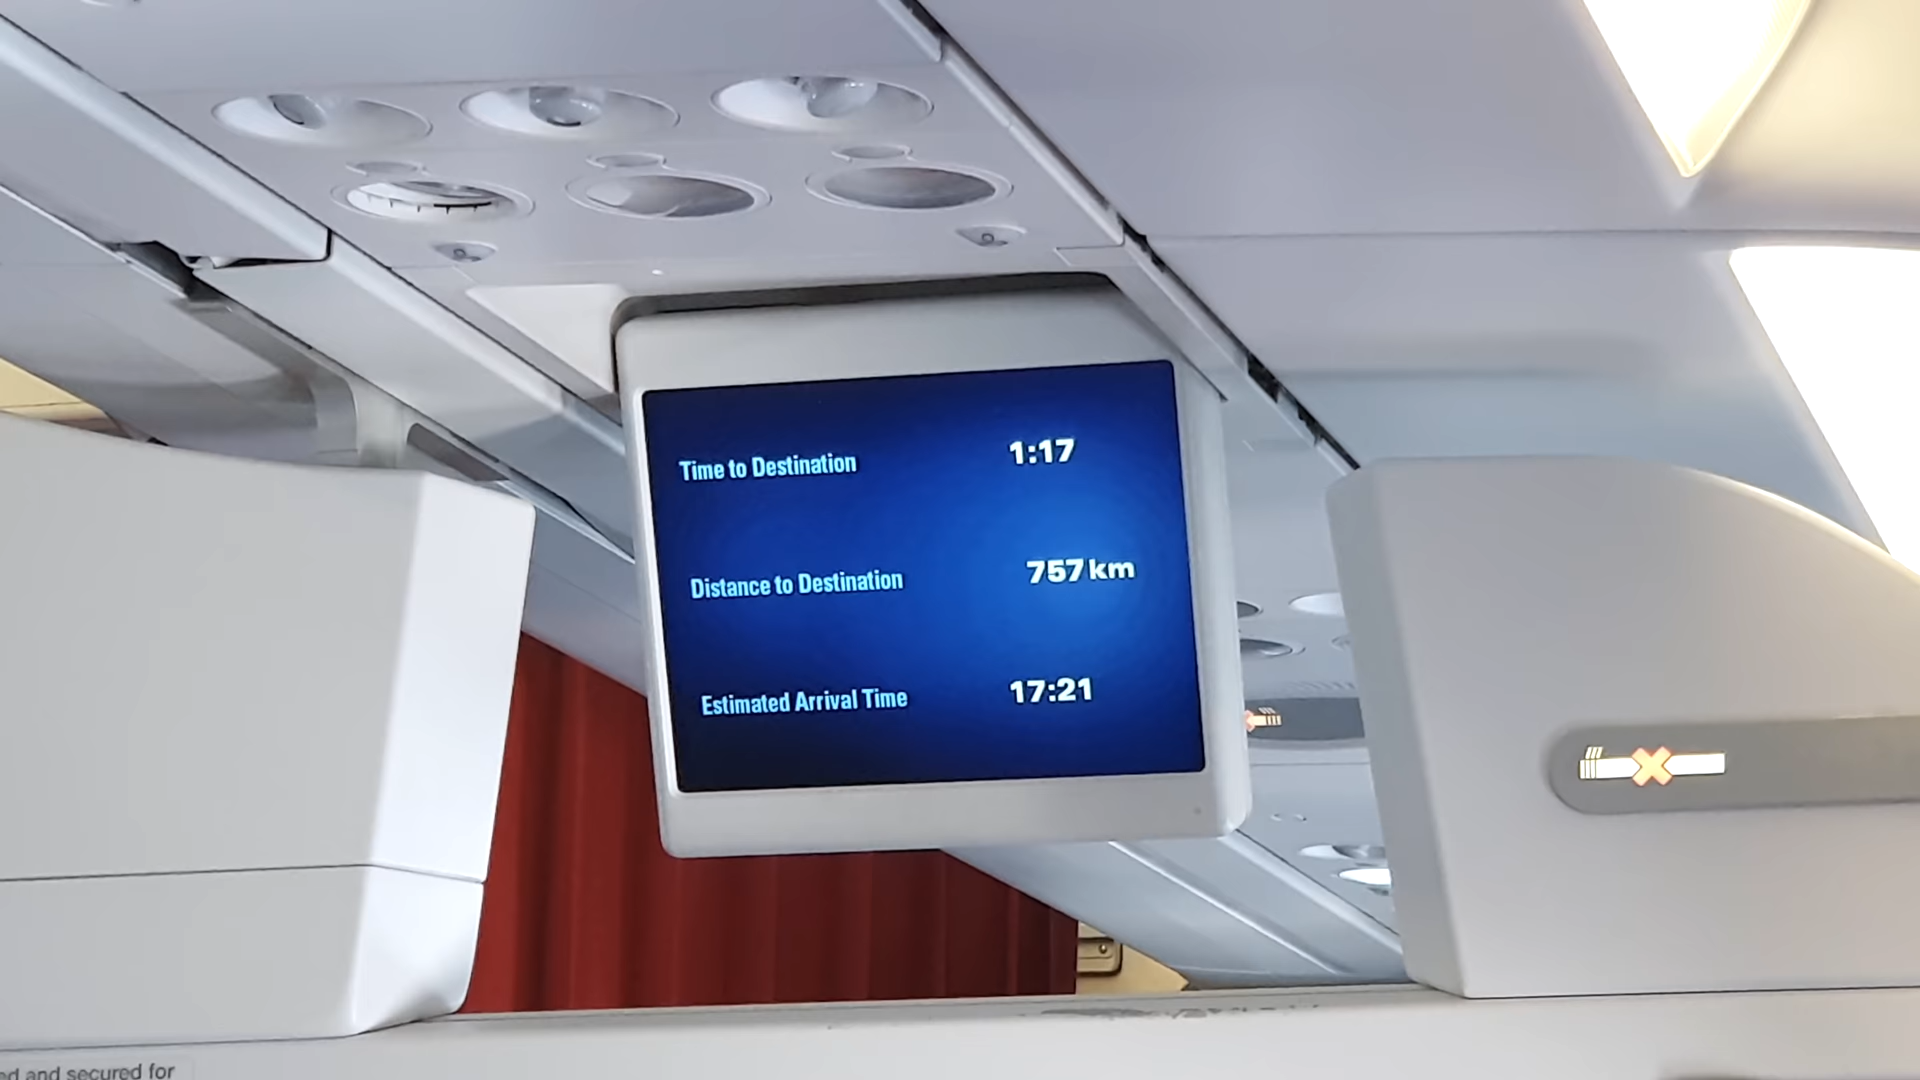 Time to Destination 1:17
Distance to Destination 757 km
Estimated Arrival Time 17:21
and secured for